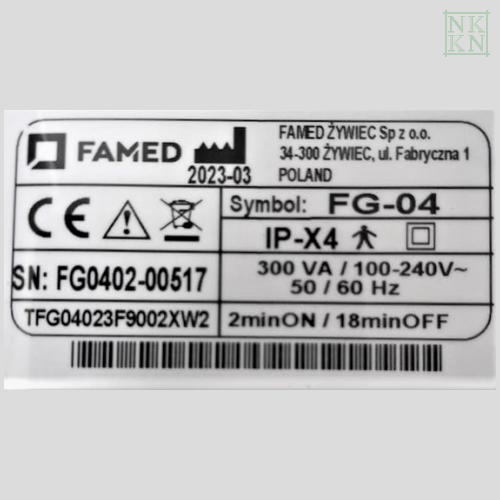 NK
KN
FAMED
2023-03
FAMED ŻYWIEC Sp z o.o.
34-300 ŻYWIEC, ul. Fabryczna 1
POLAND
CE
Symbol: FG-04
IP-X4
SN: FG0402-00517
300 VA / 100-240V~
50 / 60 Hz
TFG04023F9002XW2
2minON / 18minOFF